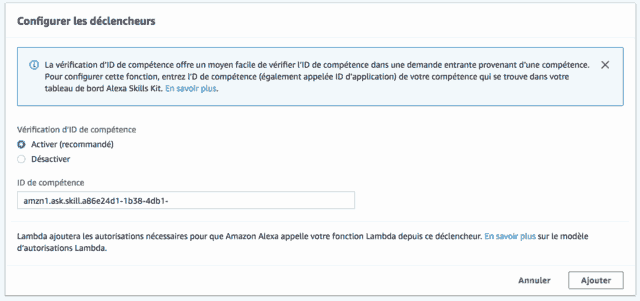 Configurer les déclencheurs
La vérification d'ID de compétence offre un moyen facile de vérifier l'ID de compétence dans une demande entrante provenant d'une compétence.
Pour configurer cette fonction, entrez l'D de compétence (également appelée ID d'application) de votre compétence qui se trouve dans votre
tableau de bord Alexa Skills Kit. En savoir plus.
Vérification d'ID de compétence
Activer (recommandé)
Désactiver
ID de compétence
amzn1.ask.skill.a86e24d1-1b38-4db1-
Lambda ajoutera les autorisations nécessaires pour que Amazon Alexa appelle votre fonction Lambda depuis ce déclencheur. En savoir plus sur le modèle
d'autorisations Lambda.
Annuler
Ajouter